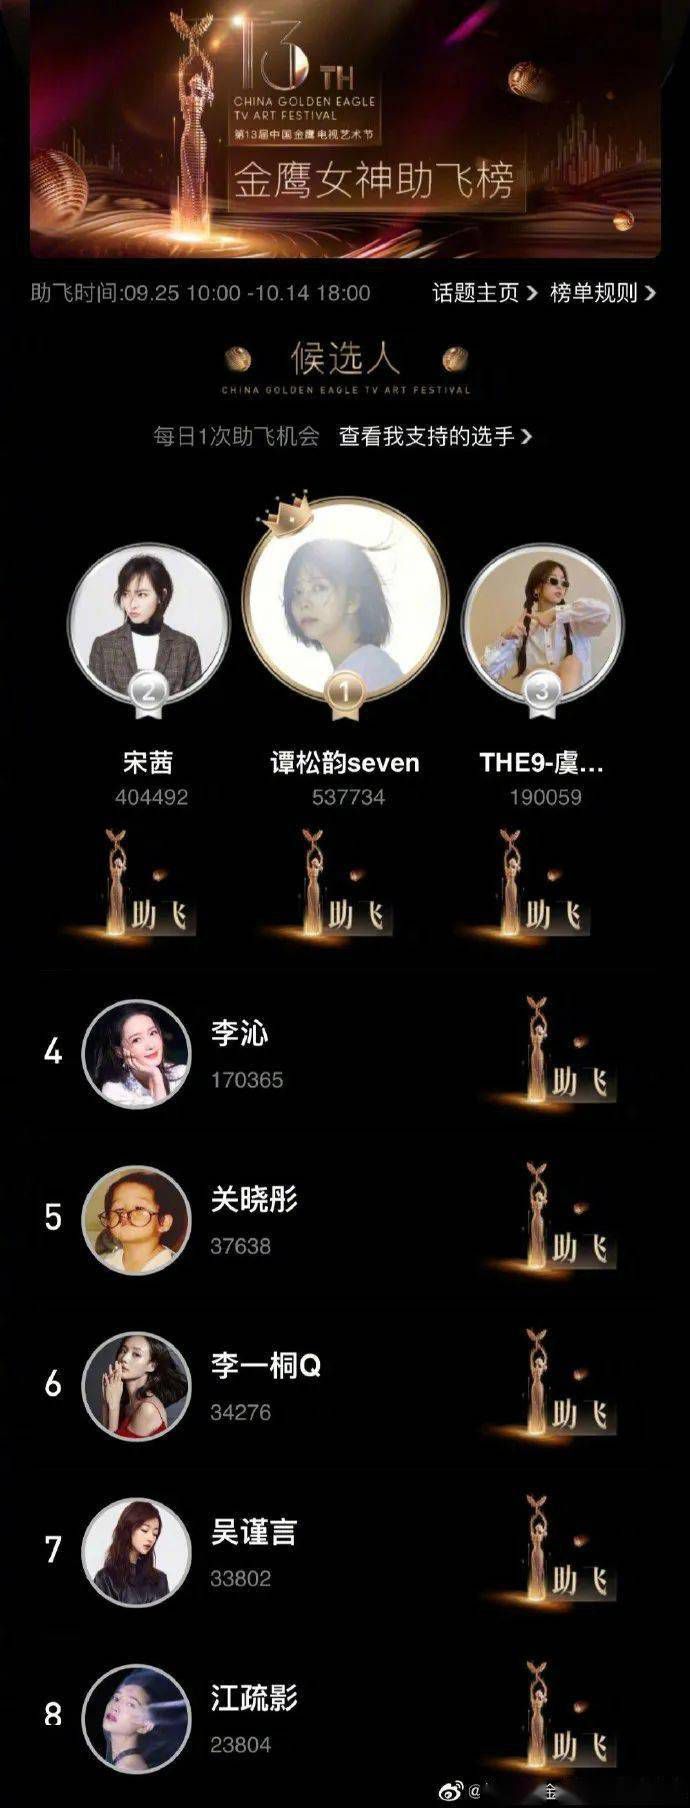 13TH
CHINA GOLDEN EAGLE
TV ART FESTIVAL
第13届中国金鹰电视艺术节
金鹰女神助飞榜
助飞时间:09.25 10:00 -10.14 18:00 话题主页 榜单规则
候选人
CHINA GOLDEN EAGLE TV ART FESTIVAL
每日1次助飞机会 查看我支持的选手
2 1 3
宋茜 谭松韵seven THE9-虞...
404492 537734 190059
助飞 助飞 助飞
4 李沁
170365
助飞
5 关晓彤
37638
助飞
6 李一桐Q
34276
助飞
7 吴谨言
33802
助飞
8 江疏影
23804
助飞
@ 金